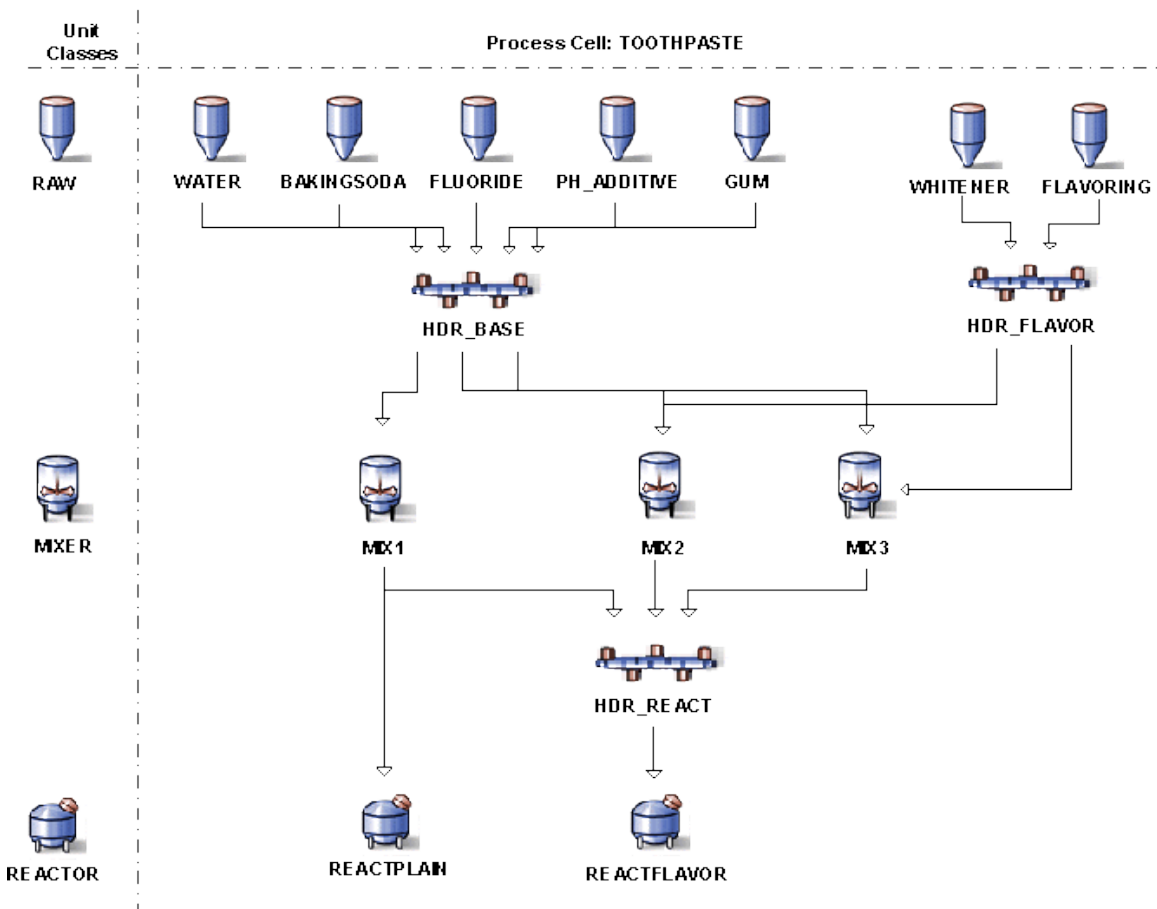 Unit
Classes
Process Cell: TOOTHPASTE
RAW
WATER
BAKINGSODA
FLUORIDE
PH_ADDITIVE
GUM
WHITENER
FLAVORING
HDR_BASE
HDR_FLAVOR
MIXER
MIX1
MIX2
MIX3
HDR_REACT
REACTOR
REACTPLAIN
REACTFLAVOR